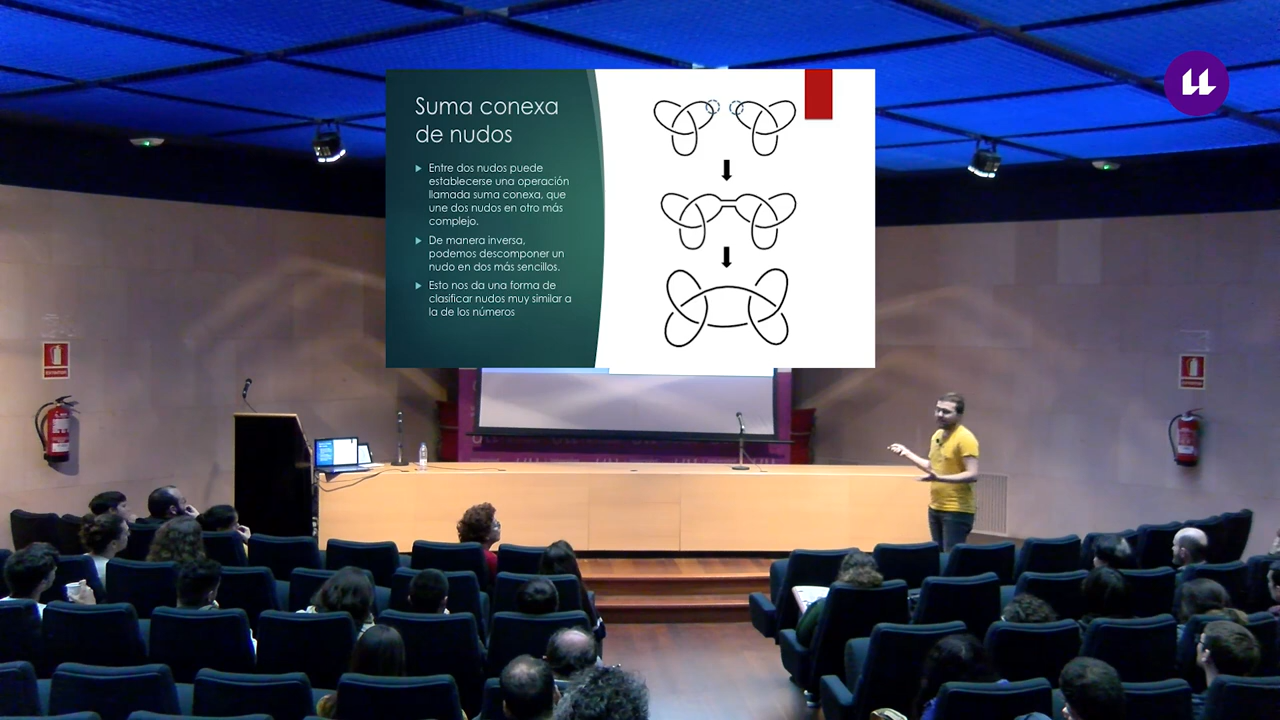 Suma conexa
de nudos
Entre dos nudos puede
establecerse una operación
llamada suma conexa, que
une dos nudos en otro más
complejo.
De manera inversa,
podemos descomponer un
nudo en dos más sencillos.
Esto nos da una forma de
clasificar nudos muy similar a
la de los números